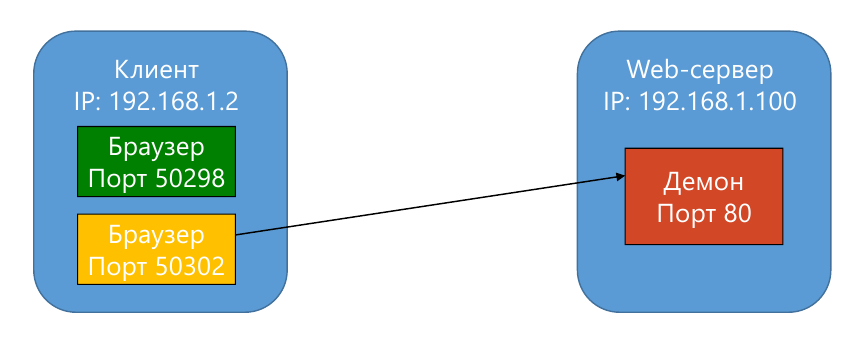 Клиент
IP: 192.168.1.2
Браузер
Порт 50298
Браузер
Порт 50302
Web-сервер
IP: 192.168.1.100
Демон
Порт 80